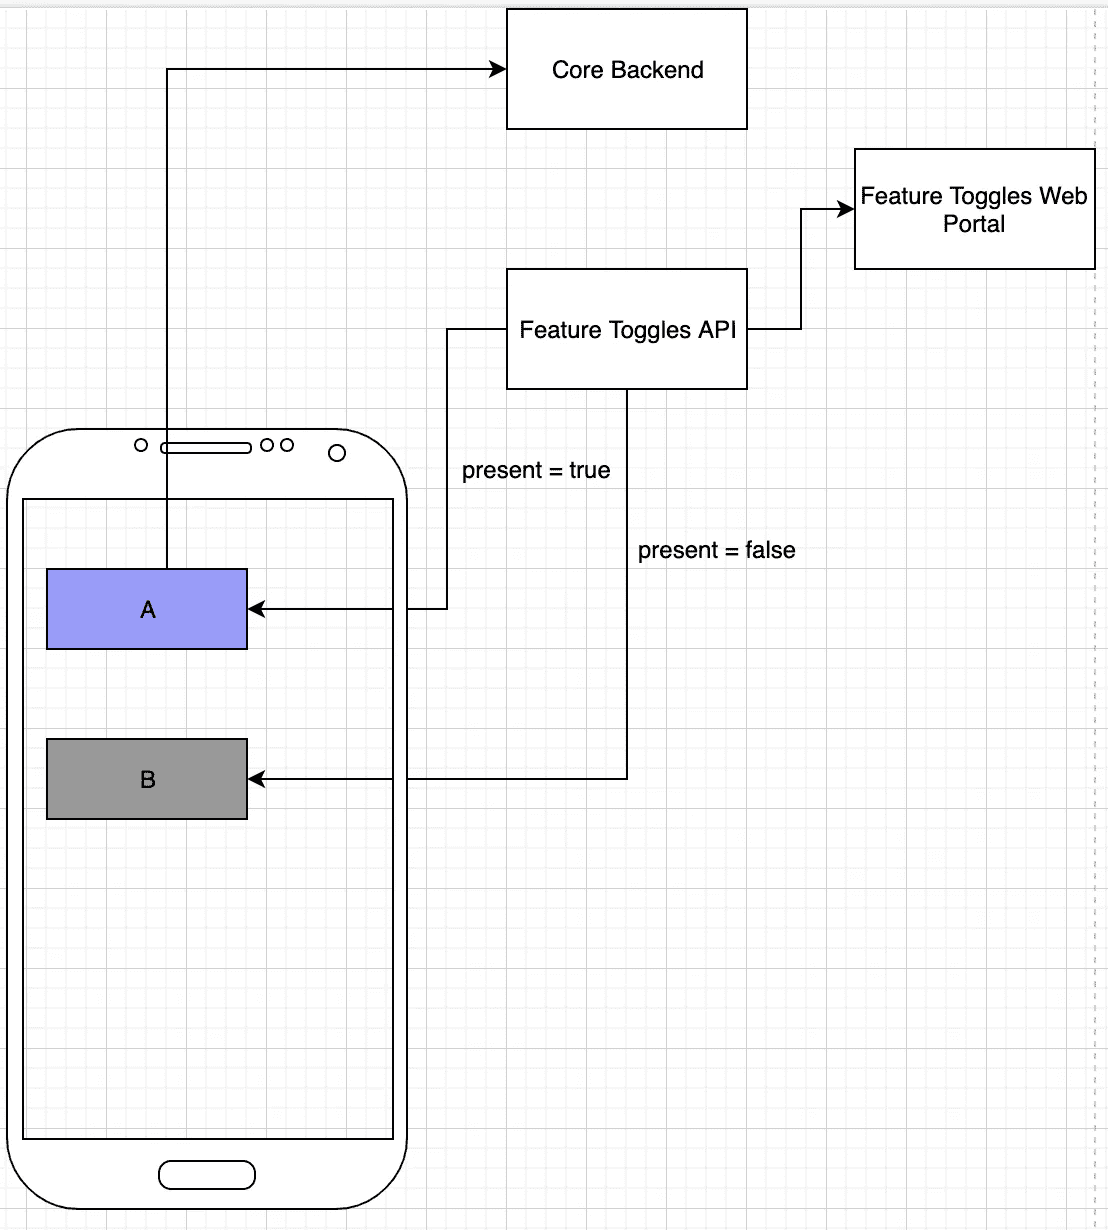 Core Backend
Feature Toggles Web
Portal
Feature Toggles API
present = true
present = false
A
B